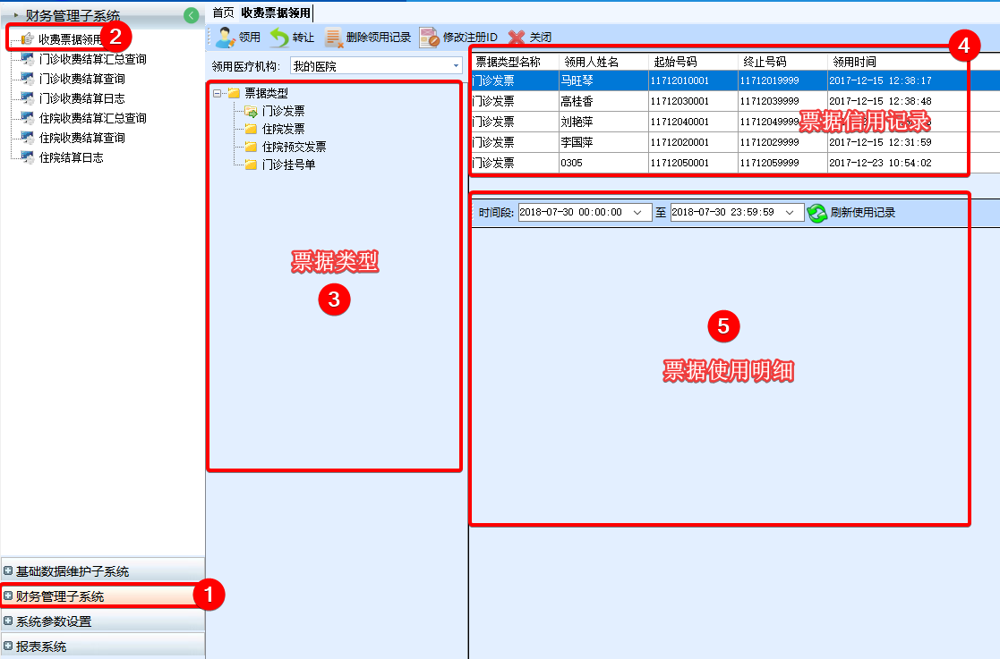 财务管理子系统
收费票据领用
2
门诊收费结算汇总查询
门诊收费结算查询
门诊收费结算日志
住院收费结算汇总查询
住院收费结算查询
住院结算日志
基础数据维护子系统
财务管理子系统
1
系统参数设置
报表系统
首页 收费票据领用
领用 转让 删除领用记录 修改注册ID 关闭
领用医疗机构: 我的医院
票据类型
门诊发票
住院发票
住院预交发票
门诊挂号单
票据类型
3
4
票据类型名称 领用人姓名 起始号码 终止号码 领用时间
门诊发票 马旺琴 11712010001 11712019999 2017-12-15 12:38:17
门诊发票 高桂香 11712030001 11712039999 2017-12-15 12:38:48
门诊发票 刘艳萍 11712040001 11712049999
票据信用记录
门诊发票 李国萍 11712020001 11712029999 2017-12-15 12:31:59
门诊发票 0305 11712050001 11712059999 2017-12-23 10:54:02
时间段: 2018-07-30 00:00:00 至 2018-07-30 23:59:59 刷新使用记录
5
票据使用明细